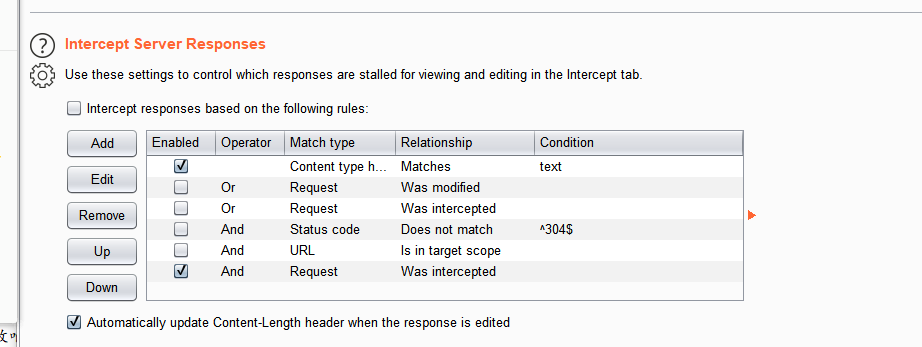 Intercept Server Responses
Use these settings to control which responses are stalled for viewing and editing in the Intercept tab.
Intercept responses based on the following rules:
Add
Edit
Remove
Up
Down
Enabled Operator Match type Relationship Condition
Content type h... Matches text
Or Request Was modified
Or Request Was intercepted
And Status code Does not match ^304$
And URL Is in target scope
And Request Was intercepted
Automatically update Content-Length header when the response is edited